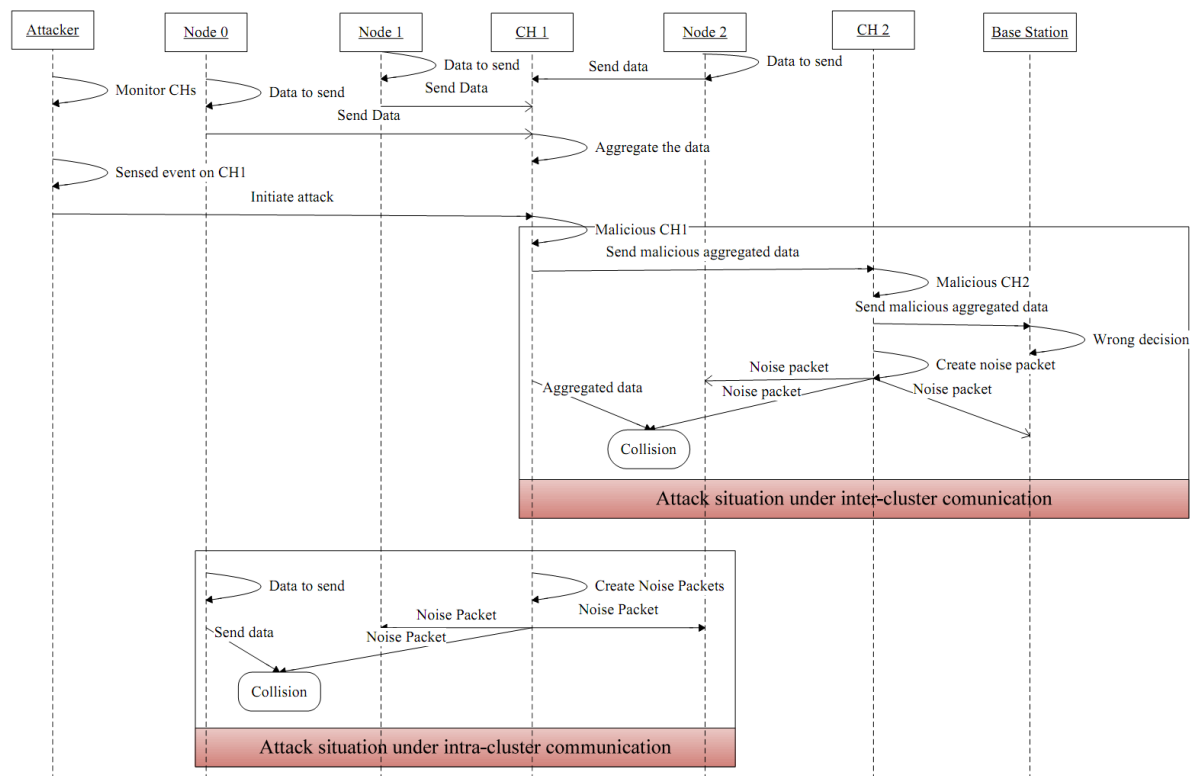 Attacker
Node 0
Node 1
CH 1
Node 2
CH 2
Base Station
Data to send
Send data
Data to send
Monitor CHs
Data to send
Send Data
Send Data
Aggregate the data
Sensed event on CH1
Initiate attack
Malicious CH1
Send malicious aggregated data
Malicious CH2
Send malicious aggregated data
Wrong decision
Create noise packet
Noise packet
Aggregated data
Noise packet
Noise packet
Collision
Attack situation under inter-cluster comunication
Data to send
Create Noise Packets
Noise Packet
Noise Packet
Send data
Noise Packet
Collision
Attack situation under intra-cluster communication